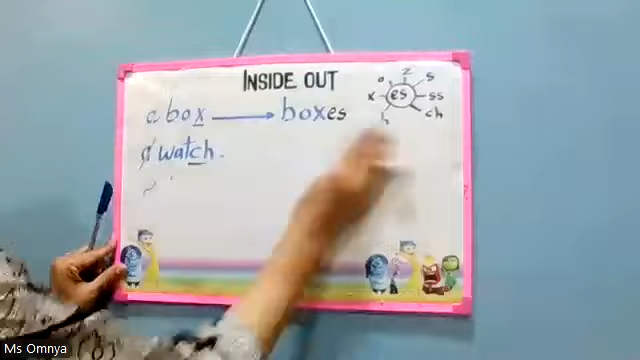 INSIDE OUT
a box → boxes
a watch.
es
o
z
s
x
ss
ch
Ms Omnya